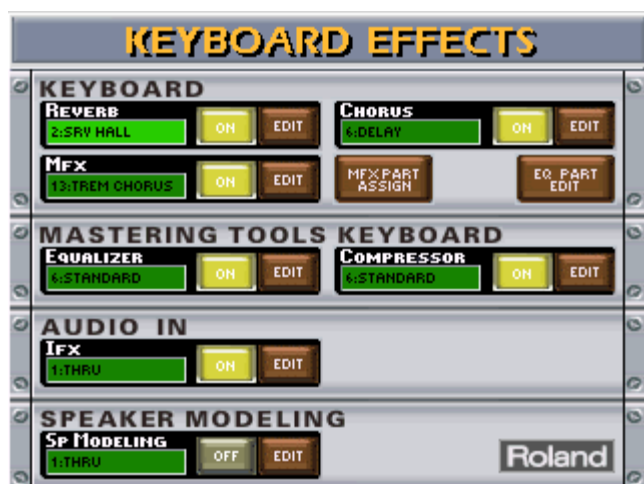 KEYBOARD EFFECTS
KEYBOARD
REVERB
2:SRV HALL ON EDIT
CHORUS
6:DELAY ON EDIT
MFX
13:TREM CHORUS ON EDIT
MFX PART
ASSIGN
EQ PART
EDIT
MASTERING TOOLS KEYBOARD
EQUALIZER
6:STANDARD ON EDIT
COMPRESSOR
6:STANDARD ON EDIT
AUDIO IN
IFX
1:THRU ON EDIT
SPEAKER MODELING
SP MODELING
1:THRU OFF EDIT
Roland